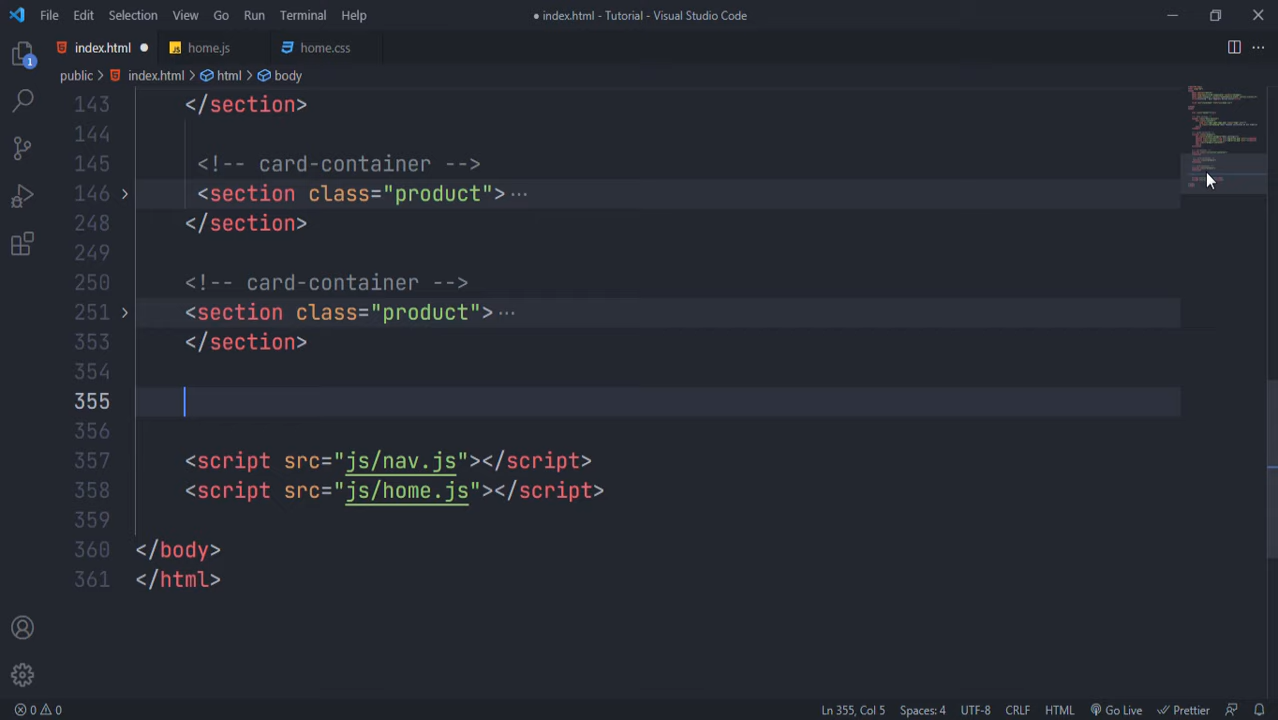 File Edit Selection View Go Run Terminal Help
● index.html - Tutorial - Visual Studio Code
index.html ● home.js home.css
public > index.html > html > body
143 </section>
144
145 <!-- card-container -->
146 <section class="product">···
248 </section>
249
250 <!-- card-container -->
251 <section class="product">···
353 </section>
354
355
356
357 <script src="js/nav.js"></script>
358 <script src="js/home.js"></script>
359
360 </body>
361 </html>
1
0 0 Ln 355, Col 5 Spaces: 4 UTF-8 CRLF HTML Go Live Prettier